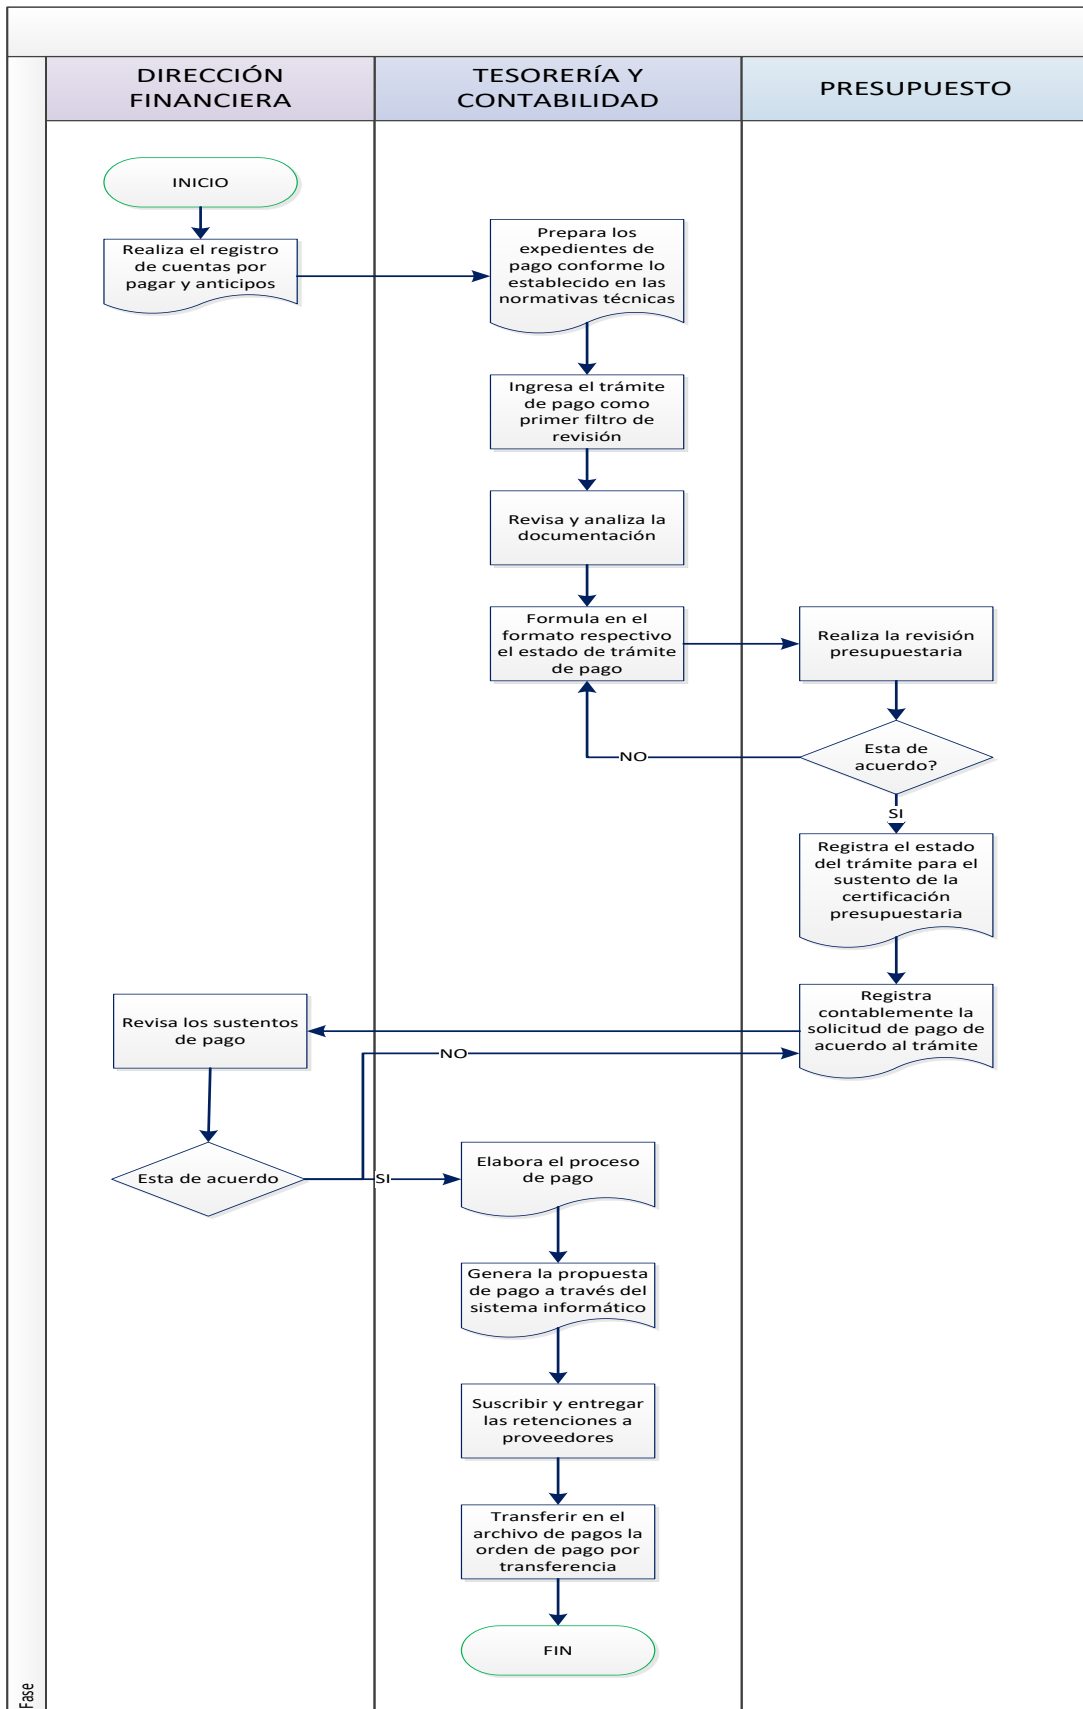 DIRECCIÓN
FINANCIERA
TESORERÍA Y
CONTABILIDAD
PRESUPUESTO
INICIO
Realiza el registro
de cuentas por
pagar y anticipos
Prepara los
expedientes de
pago conforme lo
establecido en las
normativas técnicas
Ingresa el trámite
de pago como
primer filtro de
revisión
Revisa y analiza la
documentación
Formula en el
formato respectivo
el estado de trámite
de pago
Realiza la revisión
presupuestaria
Esta de
acuerdo?
NO
SI
Registra el estado
del trámite para el
sustento de la
certificación
presupuestaria
Registra
contablemente la
solicitud de pago de
acuerdo al trámite
Revisa los sustentos
de pago
NO
Esta de acuerdo
SI
Elabora el proceso
de pago
Genera la propuesta
de pago a través del
sistema informático
Suscribir y entregar
las retenciones a
proveedores
Transferir en el
archivo de pagos la
orden de pago por
transferencia
FIN
Fase